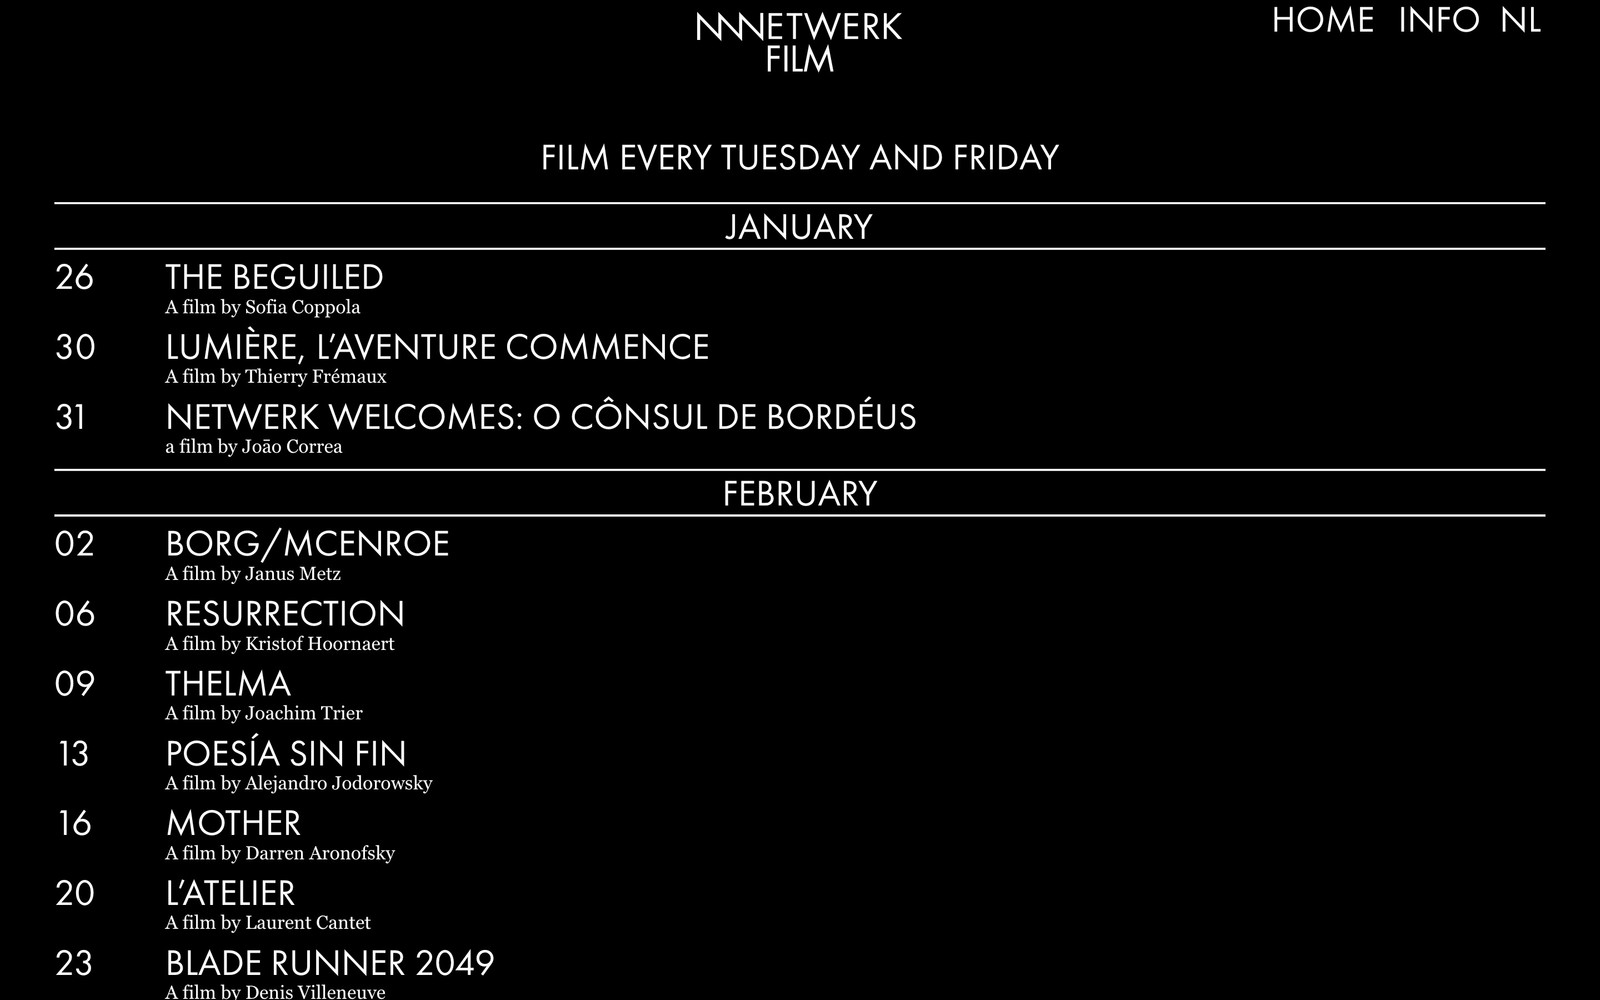 NNNETWERK
FILM
HOME INFO NL
FILM EVERY TUESDAY AND FRIDAY
JANUARY
26 THE BEGUILED
A film by Sofia Coppola
30 LUMIÈRE, L’AVENTURE COMMENCE
A film by Thierry Frémaux
31 NETWERK WELCOMES: O CÔNSUL DE BORDÉUS
a film by Joāo Correa
FEBRUARY
02 BORG/MCENROE
A film by Janus Metz
06 RESURRECTION
A film by Kristof Hoornaert
09 THELMA
A film by Joachim Trier
13 POESÍA SIN FIN
A film by Alejandro Jodorowsky
16 MOTHER
A film by Darren Aronofsky
20 L’ATELIER
A film by Laurent Cantet
23 BLADE RUNNER 2049
A film by Denis Villeneuve